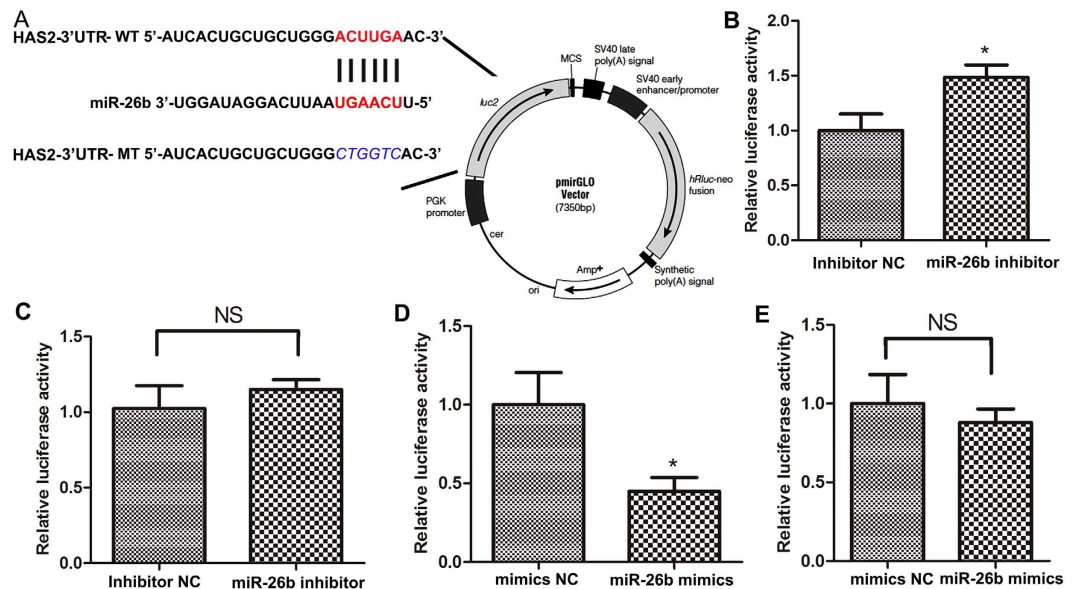 A
HAS2-3'UTR- WT 5'-AUCACUGCUGCUGGGACUUGAAC-3'
miR-26b 3'-UGGAUAGGACUUAAUGAACUU-5'
HAS2-3'UTR- MT 5'-AUCACUGCUGCUGGGCTGGTCAC-3'
MCS
SV40 late
poly(A) signal
SV40 early
enhancer/promoter
luc2
hRluc-neo
fusion
pmirGLO
Vector
(7350bp)
PGK
promoter
cer
ori
Amp+
Synthetic
poly(A) signal
B
Relative luciferase activity
2.0
1.5
1.0
0.5
0.0
*
Inhibitor NC
miR-26b inhibitor
C
Relative luciferase activity
1.5
1.0
0.5
0.0
NS
Inhibitor NC
miR-26b inhibitor
D
Relative luciferase activity
1.5
1.0
0.5
0.0
*
mimics NC
miR-26b mimics
E
Relative luciferase activity
1.5
1.0
0.5
0.0
NS
mimics NC
miR-26b mimics